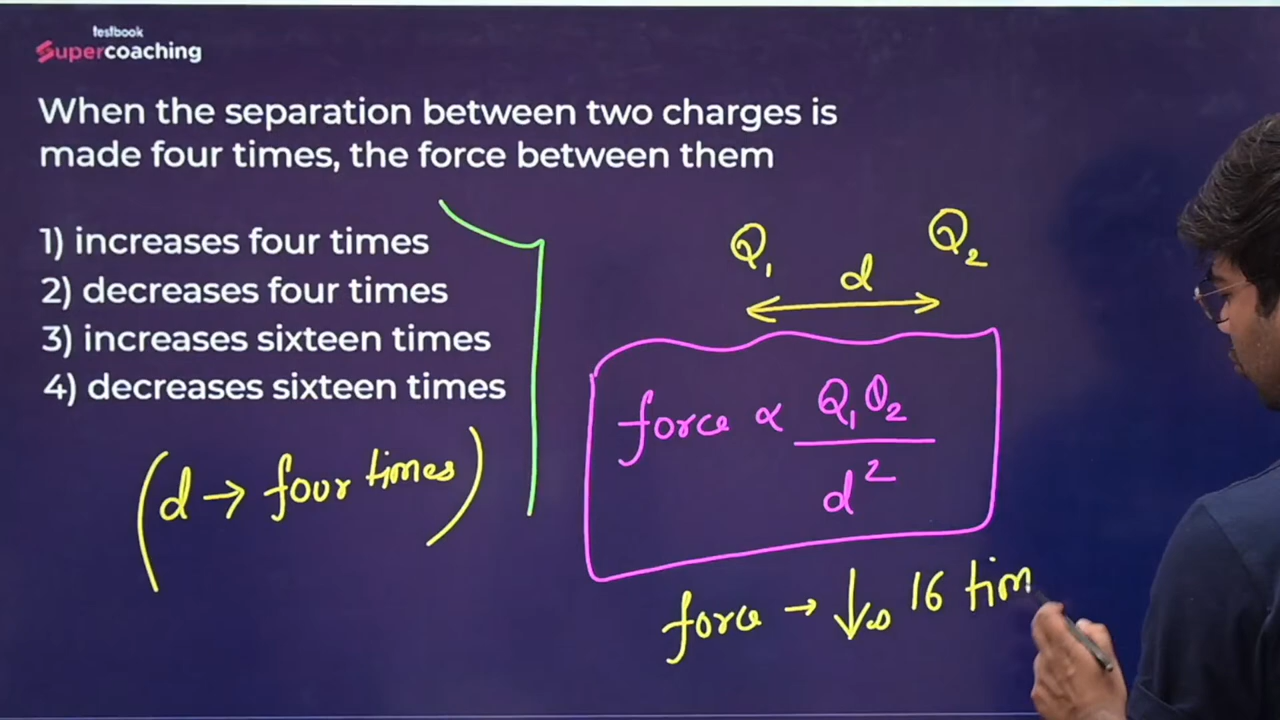 testbook
Supercoaching
When the separation between two charges is
made four times, the force between them
1) increases four times
2) decreases four times
3) increases sixteen times
4) decreases sixteen times
(d → four times)
Q₁ Q₂
d
force ∝ Q₁Q₂
d²
force → ↓s 16 tim